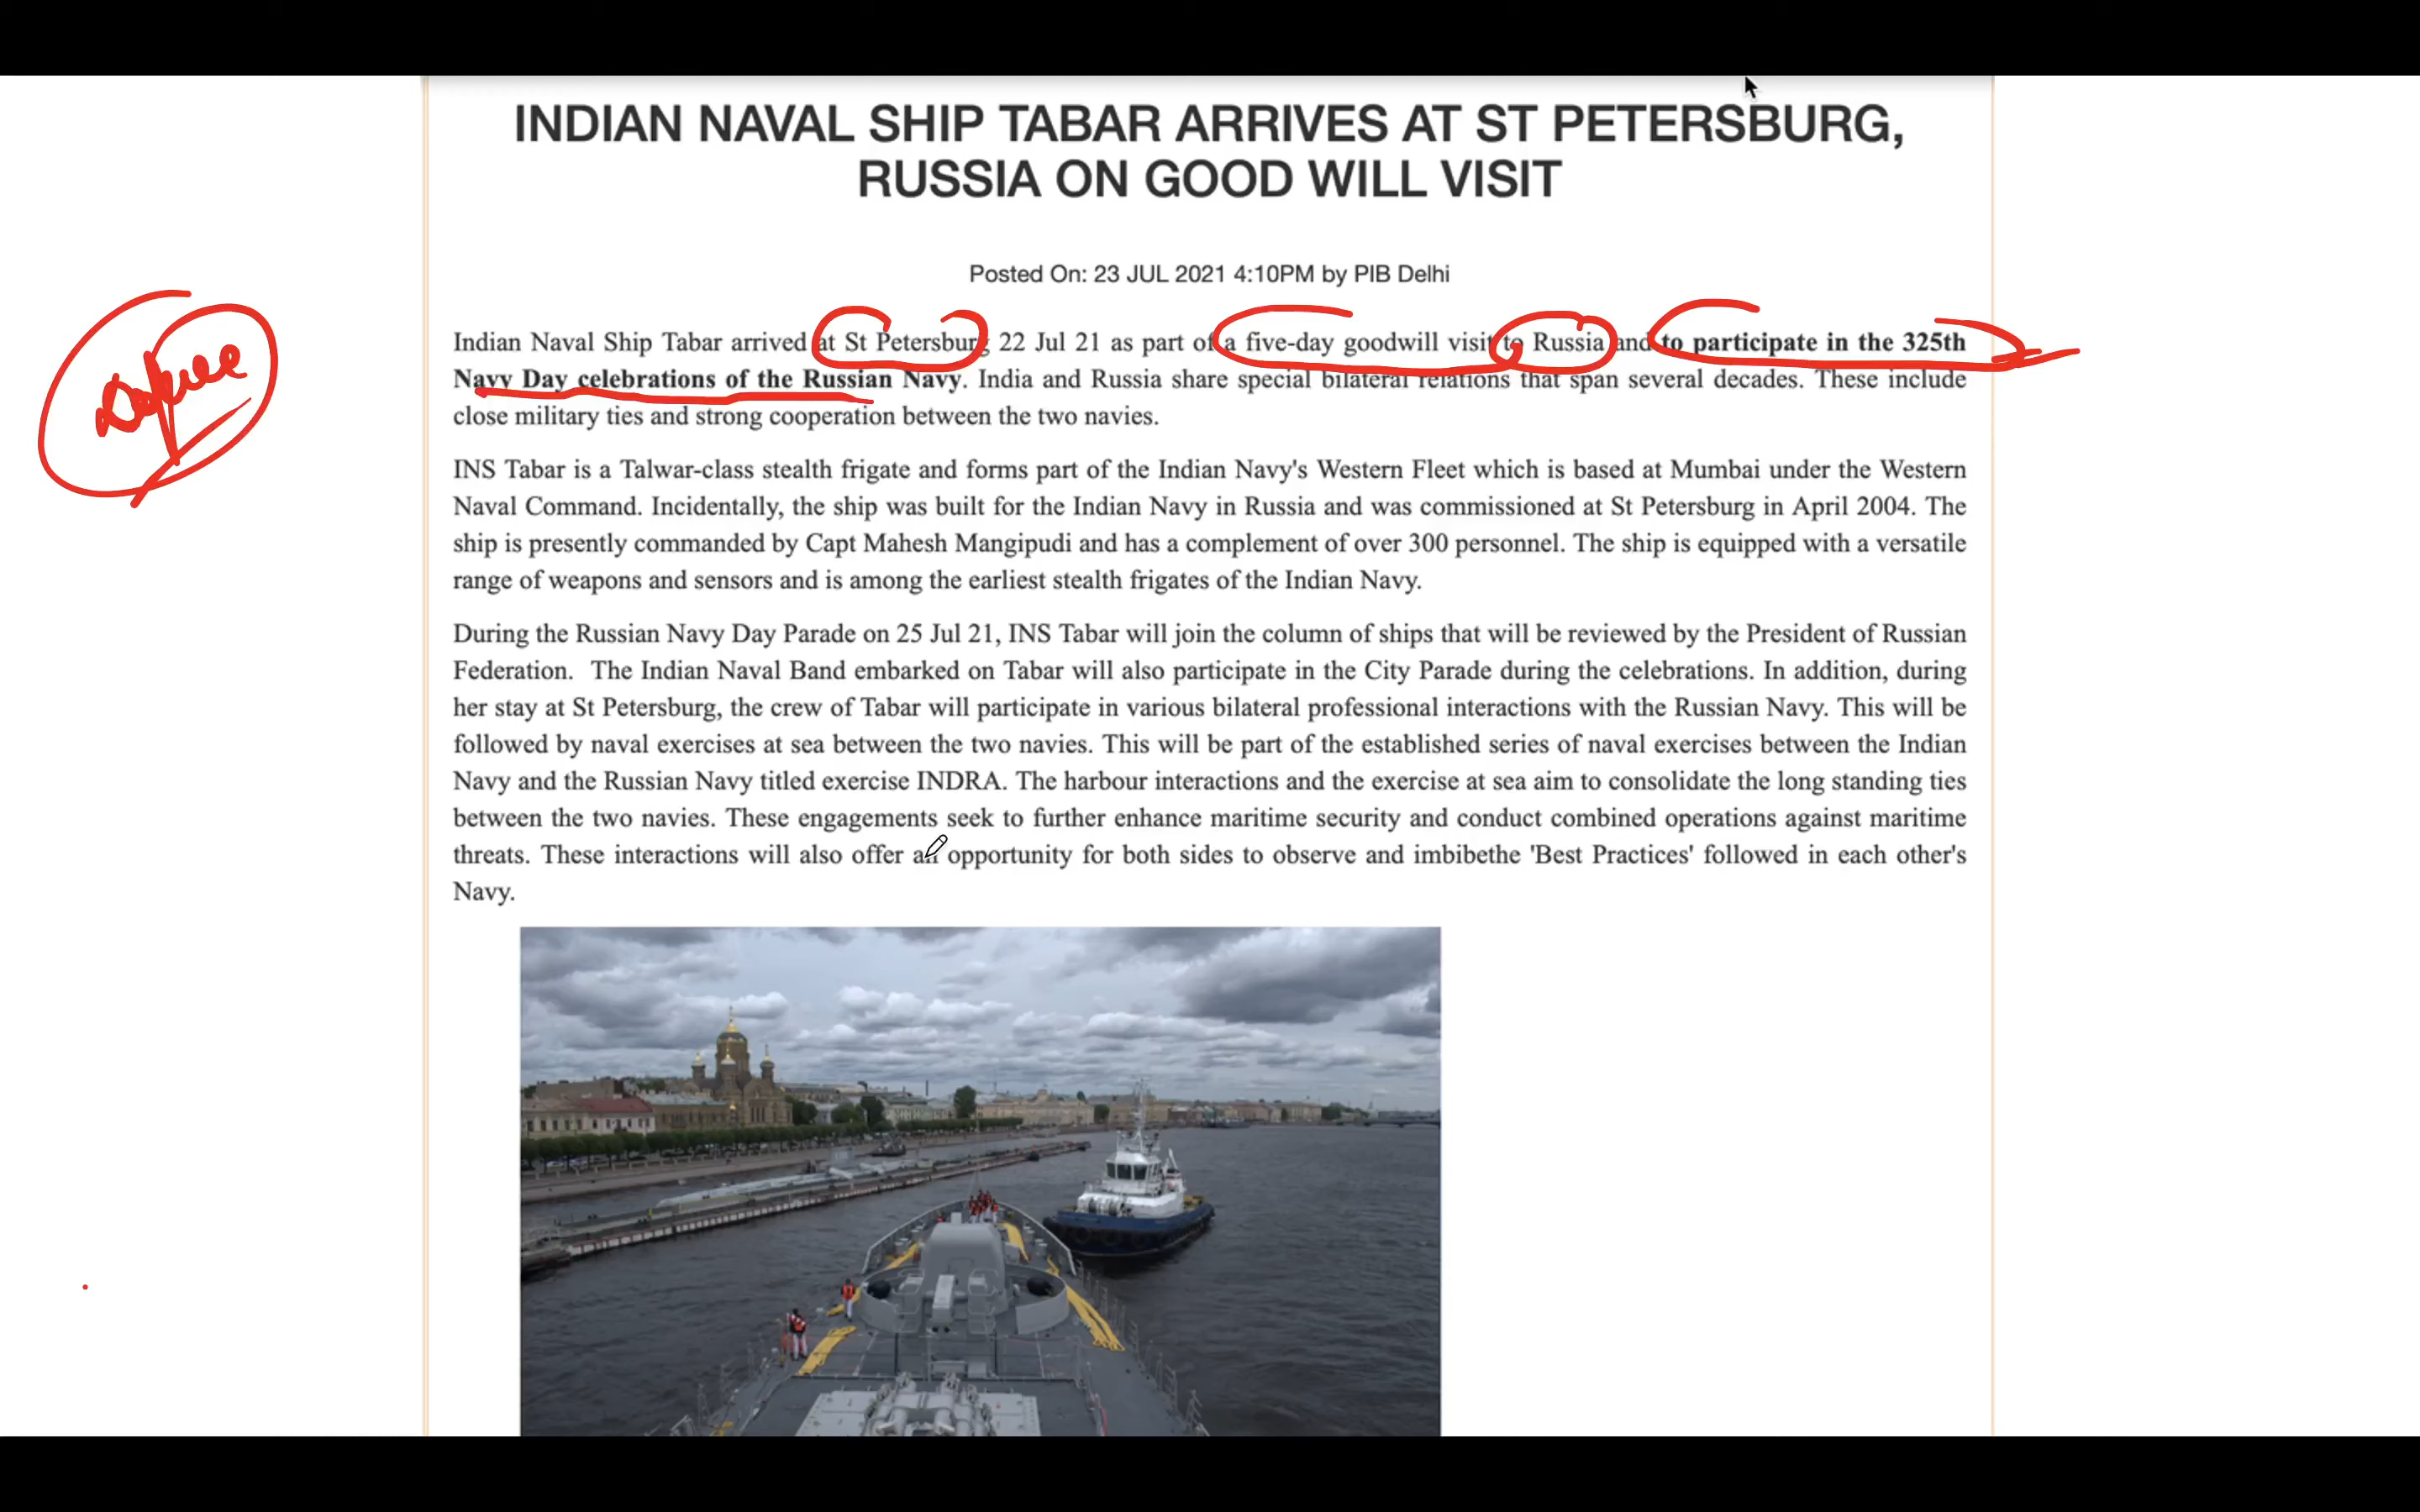 INDIAN NAVAL SHIP TABAR ARRIVES AT ST PETERSBURG,
RUSSIA ON GOOD WILL VISIT
Posted On: 23 JUL 2021 4:10PM by PIB Delhi
Indian Naval Ship Tabar arrived at St Petersburg 22 Jul 21 as part of a five-day goodwill visit to Russia and to participate in the 325th
Navy Day celebrations of the Russian Navy. India and Russia share special bilateral relations that span several decades. These include
close military ties and strong cooperation between the two navies.
INS Tabar is a Talwar-class stealth frigate and forms part of the Indian Navy's Western Fleet which is based at Mumbai under the Western
Naval Command. Incidentally, the ship was built for the Indian Navy in Russia and was commissioned at St Petersburg in April 2004. The
ship is presently commanded by Capt Mahesh Mangipudi and has a complement of over 300 personnel. The ship is equipped with a versatile
range of weapons and sensors and is among the earliest stealth frigates of the Indian Navy.
During the Russian Navy Day Parade on 25 Jul 21, INS Tabar will join the column of ships that will be reviewed by the President of Russian
Federation. The Indian Naval Band embarked on Tabar will also participate in the City Parade during the celebrations. In addition, during
her stay at St Petersburg, the crew of Tabar will participate in various bilateral professional interactions with the Russian Navy. This will be
followed by naval exercises at sea between the two navies. This will be part of the established series of naval exercises between the Indian
Navy and the Russian Navy titled exercise INDRA. The harbour interactions and the exercise at sea aim to consolidate the long standing ties
between the two navies. These engagements seek to further enhance maritime security and conduct combined operations against maritime
threats. These interactions will also offer an opportunity for both sides to observe and imbibethe 'Best Practices' followed in each other's
Navy.